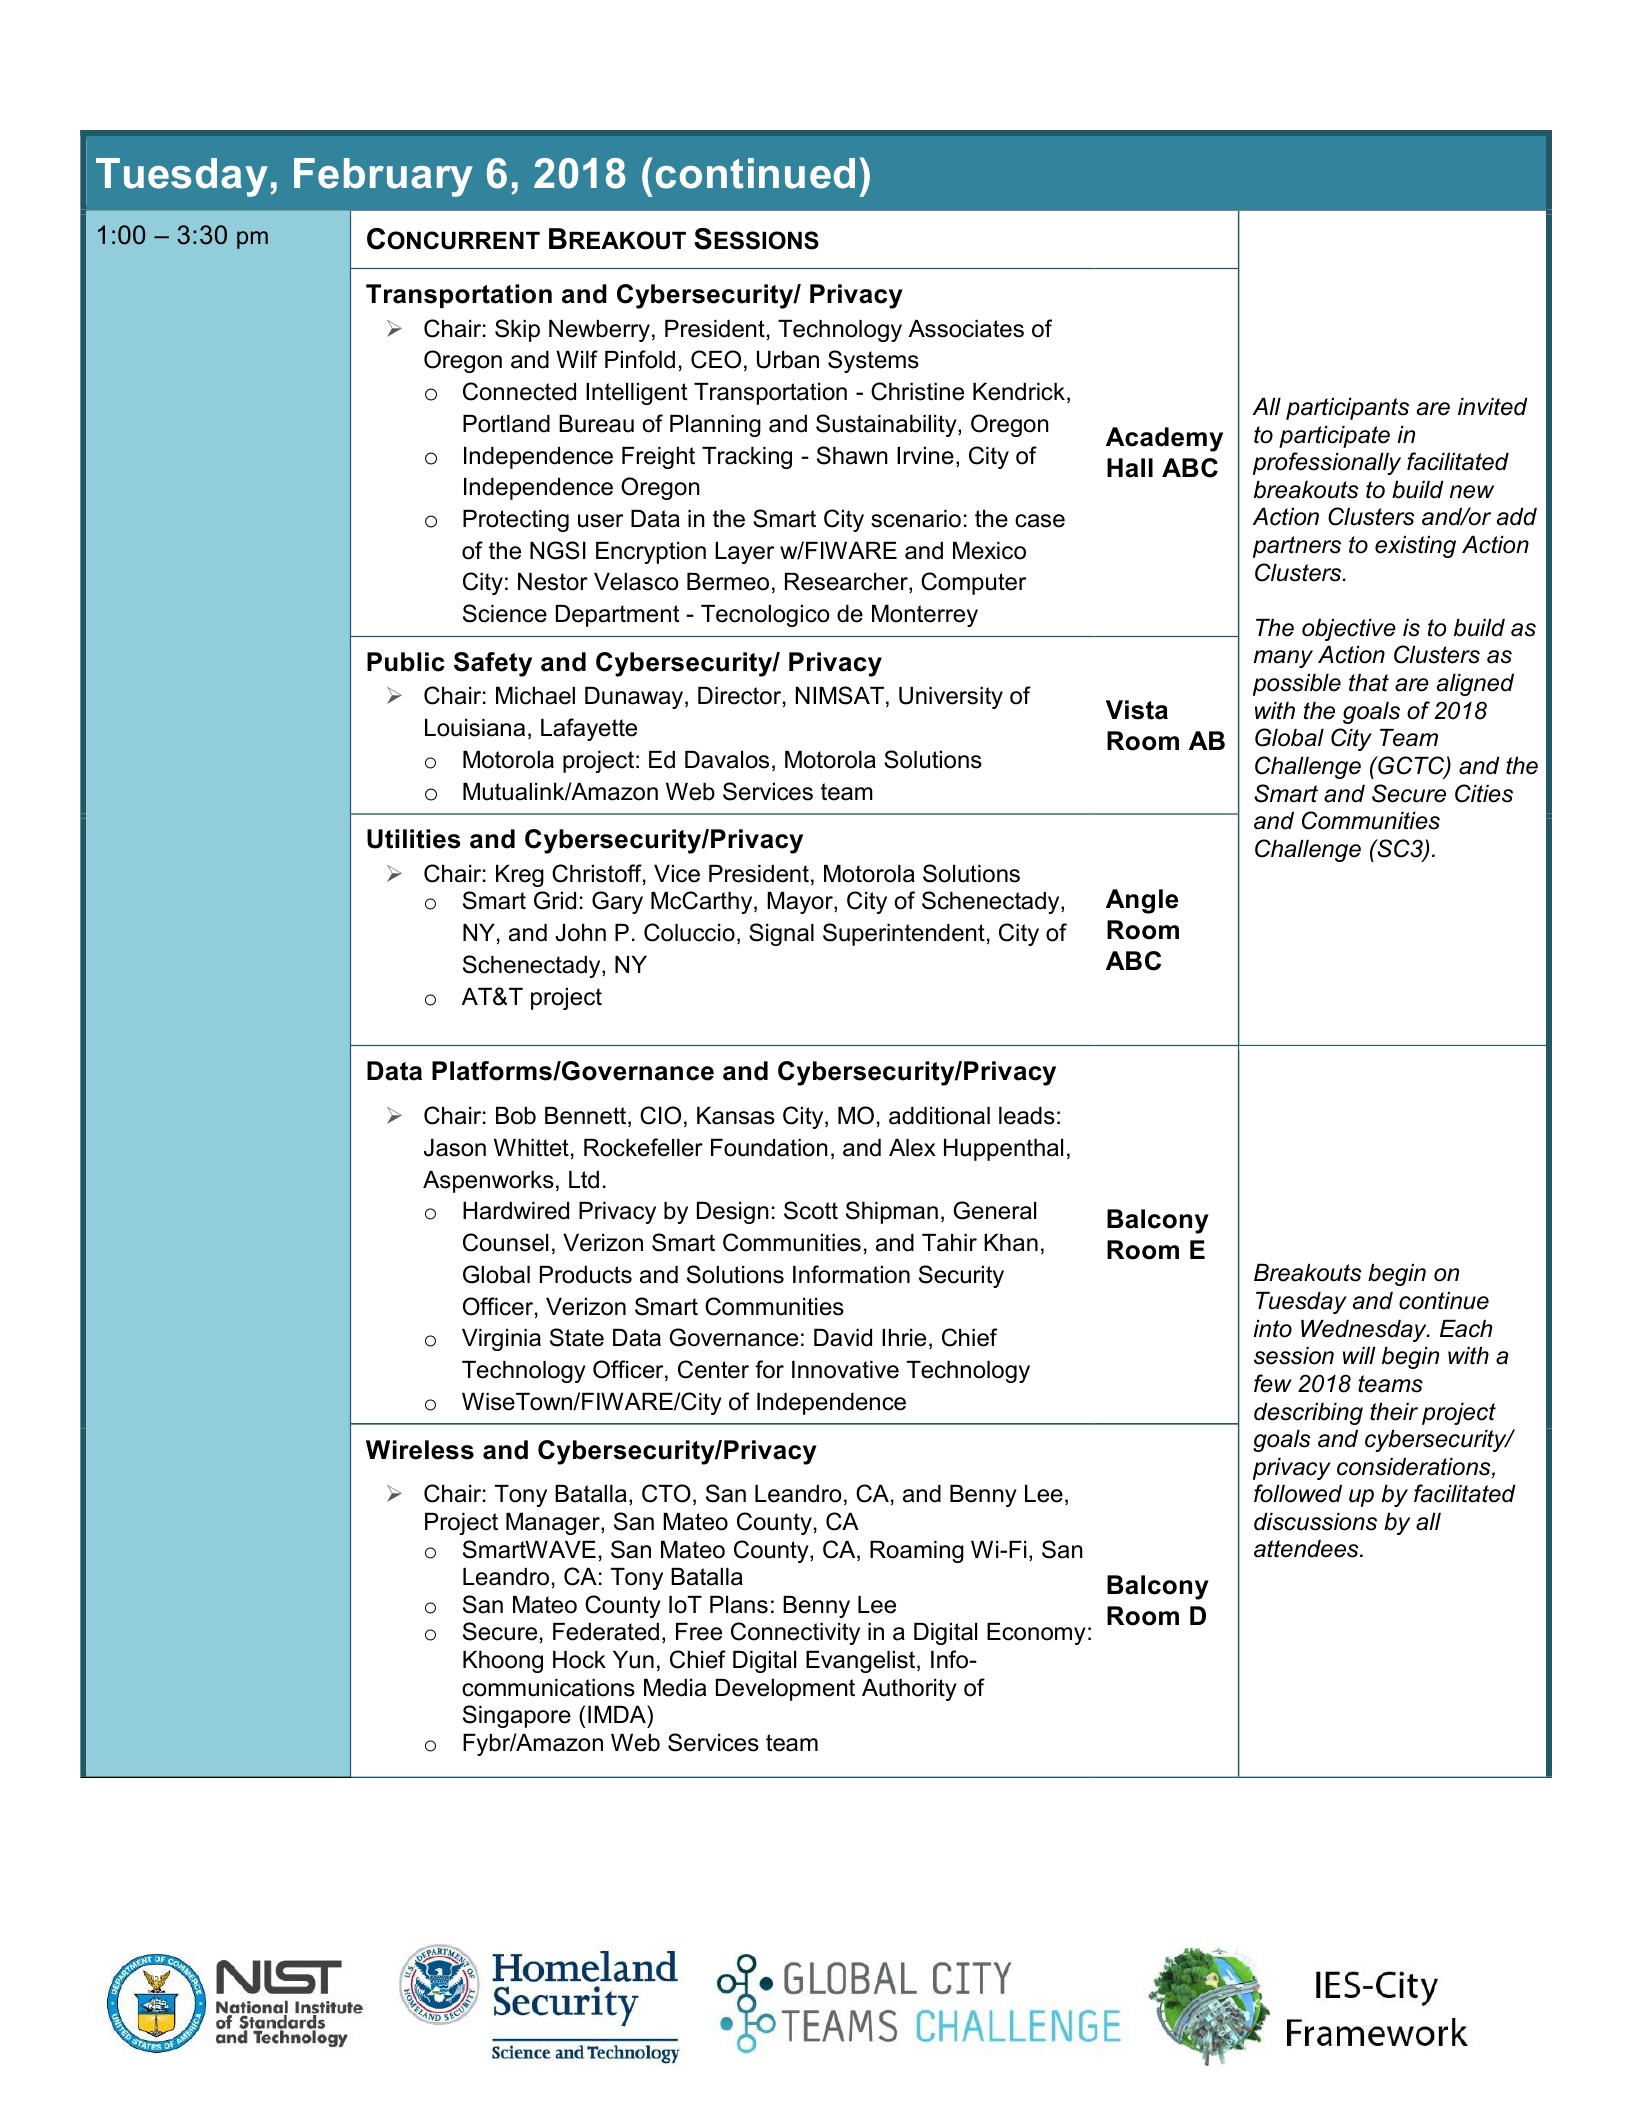 Tuesday, February 6, 2018 (continued)
1:00 – 3:30 pm
CONCURRENT BREAKOUT SESSIONS
Transportation and Cybersecurity/ Privacy
➢ Chair: Skip Newberry, President, Technology Associates of
Oregon and Wilf Pinfold, CEO, Urban Systems
o Connected Intelligent Transportation - Christine Kendrick,
Portland Bureau of Planning and Sustainability, Oregon
o Independence Freight Tracking - Shawn Irvine, City of
Independence Oregon
o Protecting user Data in the Smart City scenario: the case
of the NGSI Encryption Layer w/FIWARE and Mexico
City: Nestor Velasco Bermeo, Researcher, Computer
Science Department - Tecnologico de Monterrey
Academy
Hall ABC
Public Safety and Cybersecurity/ Privacy
➢ Chair: Michael Dunaway, Director, NIMSAT, University of
Louisiana, Lafayette
o Motorola project: Ed Davalos, Motorola Solutions
o Mutualink/Amazon Web Services team
Vista
Room AB
Utilities and Cybersecurity/Privacy
➢ Chair: Kreg Christoff, Vice President, Motorola Solutions
o Smart Grid: Gary McCarthy, Mayor, City of Schenectady,
NY, and John P. Coluccio, Signal Superintendent, City of
Schenectady, NY
o AT&T project
Angle
Room
ABC
All participants are invited
to participate in
professionally facilitated
breakouts to build new
Action Clusters and/or add
partners to existing Action
Clusters.
The objective is to build as
many Action Clusters as
possible that are aligned
with the goals of 2018
Global City Team
Challenge (GCTC) and the
Smart and Secure Cities
and Communities
Challenge (SC3).
Data Platforms/Governance and Cybersecurity/Privacy
➢ Chair: Bob Bennett, CIO, Kansas City, MO, additional leads:
Jason Whittet, Rockefeller Foundation, and Alex Huppenthal,
Aspenworks, Ltd.
o Hardwired Privacy by Design: Scott Shipman, General
Counsel, Verizon Smart Communities, and Tahir Khan,
Global Products and Solutions Information Security
Officer, Verizon Smart Communities
o Virginia State Data Governance: David Ihrie, Chief
Technology Officer, Center for Innovative Technology
o WiseTown/FIWARE/City of Independence
Balcony
Room E
Wireless and Cybersecurity/Privacy
➢ Chair: Tony Batalla, CTO, San Leandro, CA, and Benny Lee,
Project Manager, San Mateo County, CA
o SmartWAVE, San Mateo County, CA, Roaming Wi-Fi, San
Leandro, CA: Tony Batalla
o San Mateo County IoT Plans: Benny Lee
o Secure, Federated, Free Connectivity in a Digital Economy:
Khoong Hock Yun, Chief Digital Evangelist, Info-
communications Media Development Authority of
Singapore (IMDA)
o Fybr/Amazon Web Services team
Balcony
Room D
Breakouts begin on
Tuesday and continue
into Wednesday. Each
session will begin with a
few 2018 teams
describing their project
goals and cybersecurity/
privacy considerations,
followed up by facilitated
discussions by all
attendees.
DEPARTMENT OF COMMERCE
UNITED STATES OF AMERICA
NIST
National Institute
of Standards
and Technology
U.S. DEPARTMENT OF
HOMELAND SECURITY
Homeland
Security
Science and Technology
GLOBAL CITY
TEAMS CHALLENGE
IES-City
Framework